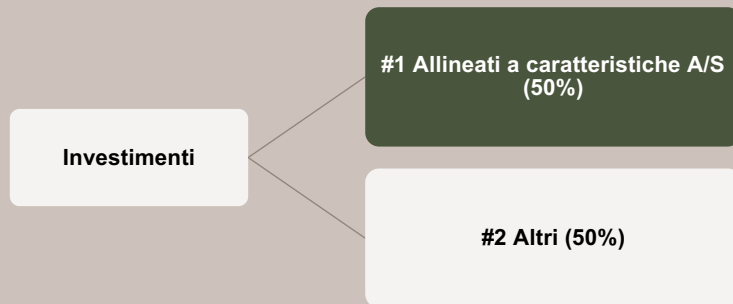 #1 Allineati a caratteristiche A/S
(50%)
Investimenti
#2 Altri (50%)